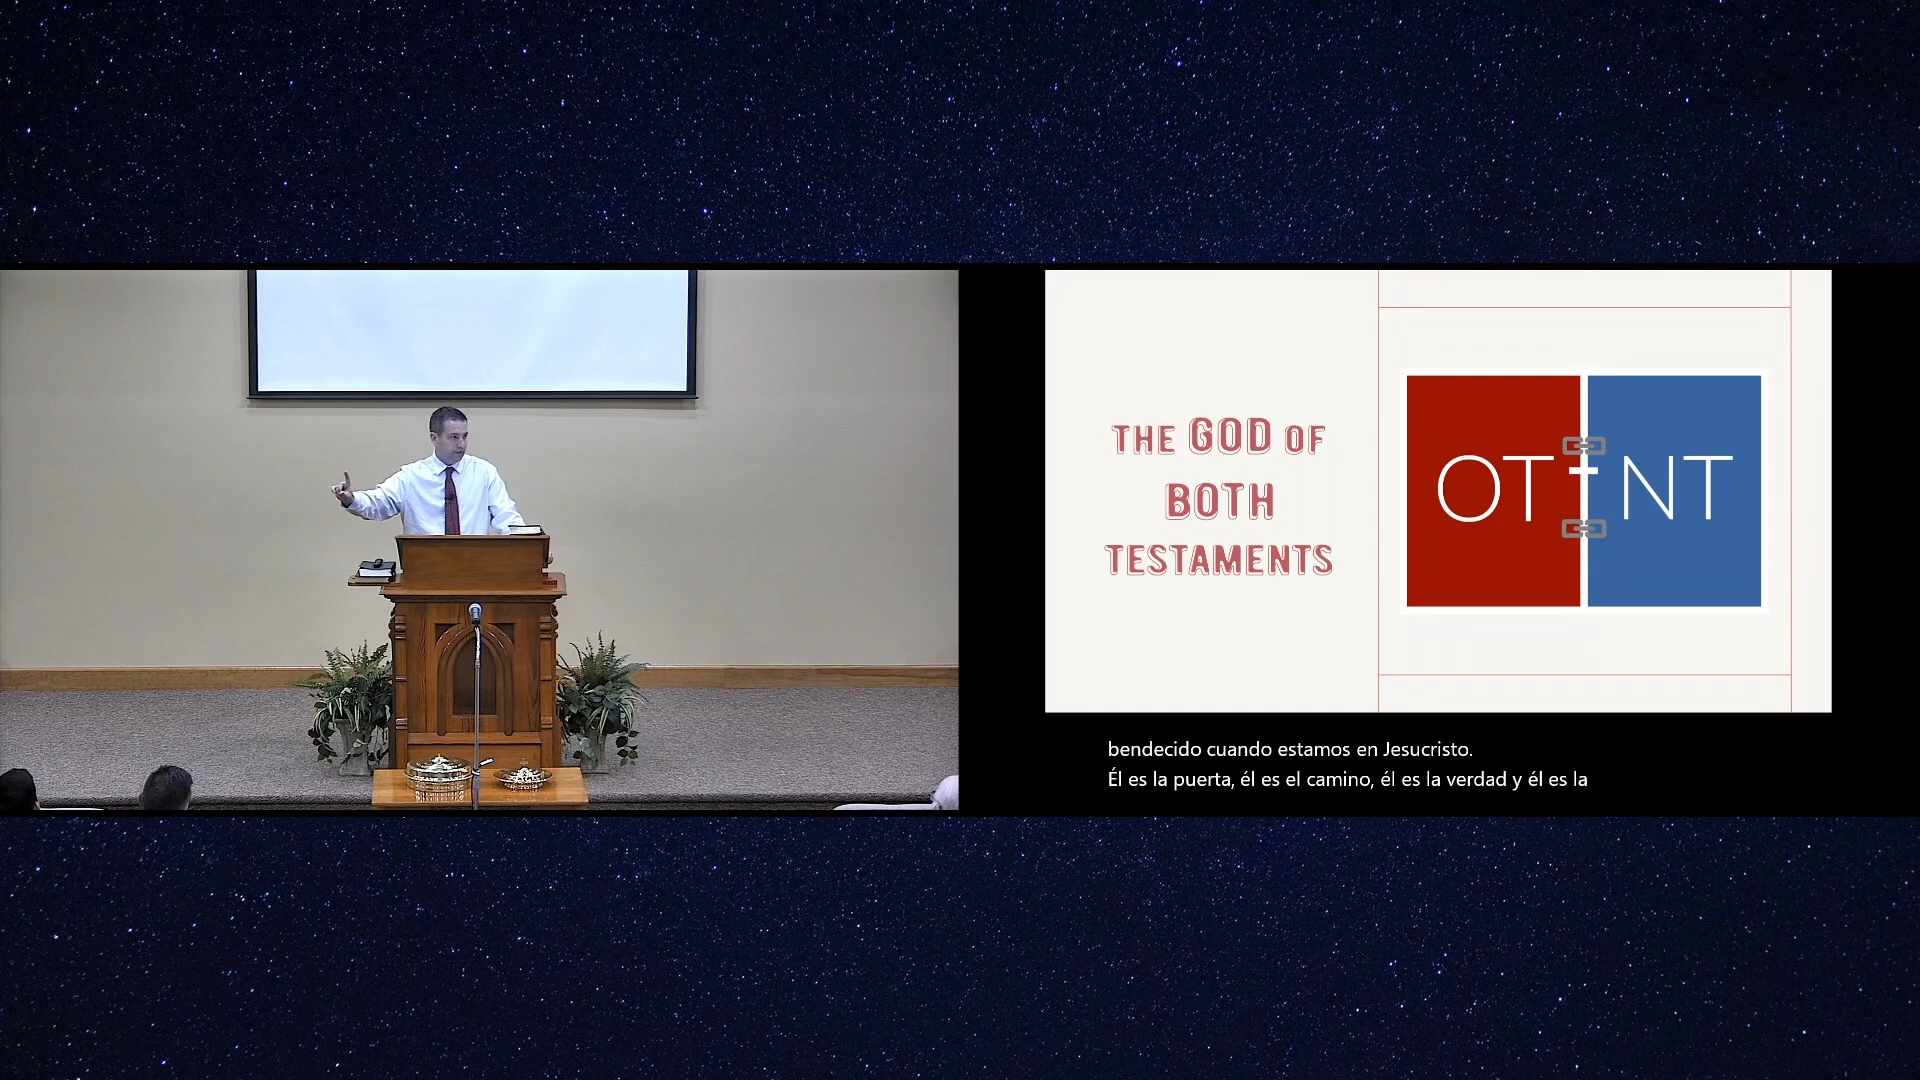 THE GOD OF
BOTH
TESTAMENTS
OT NT
bendecido cuando estamos en Jesucristo.
Él es la puerta, él es el camino, él es la verdad y él es la